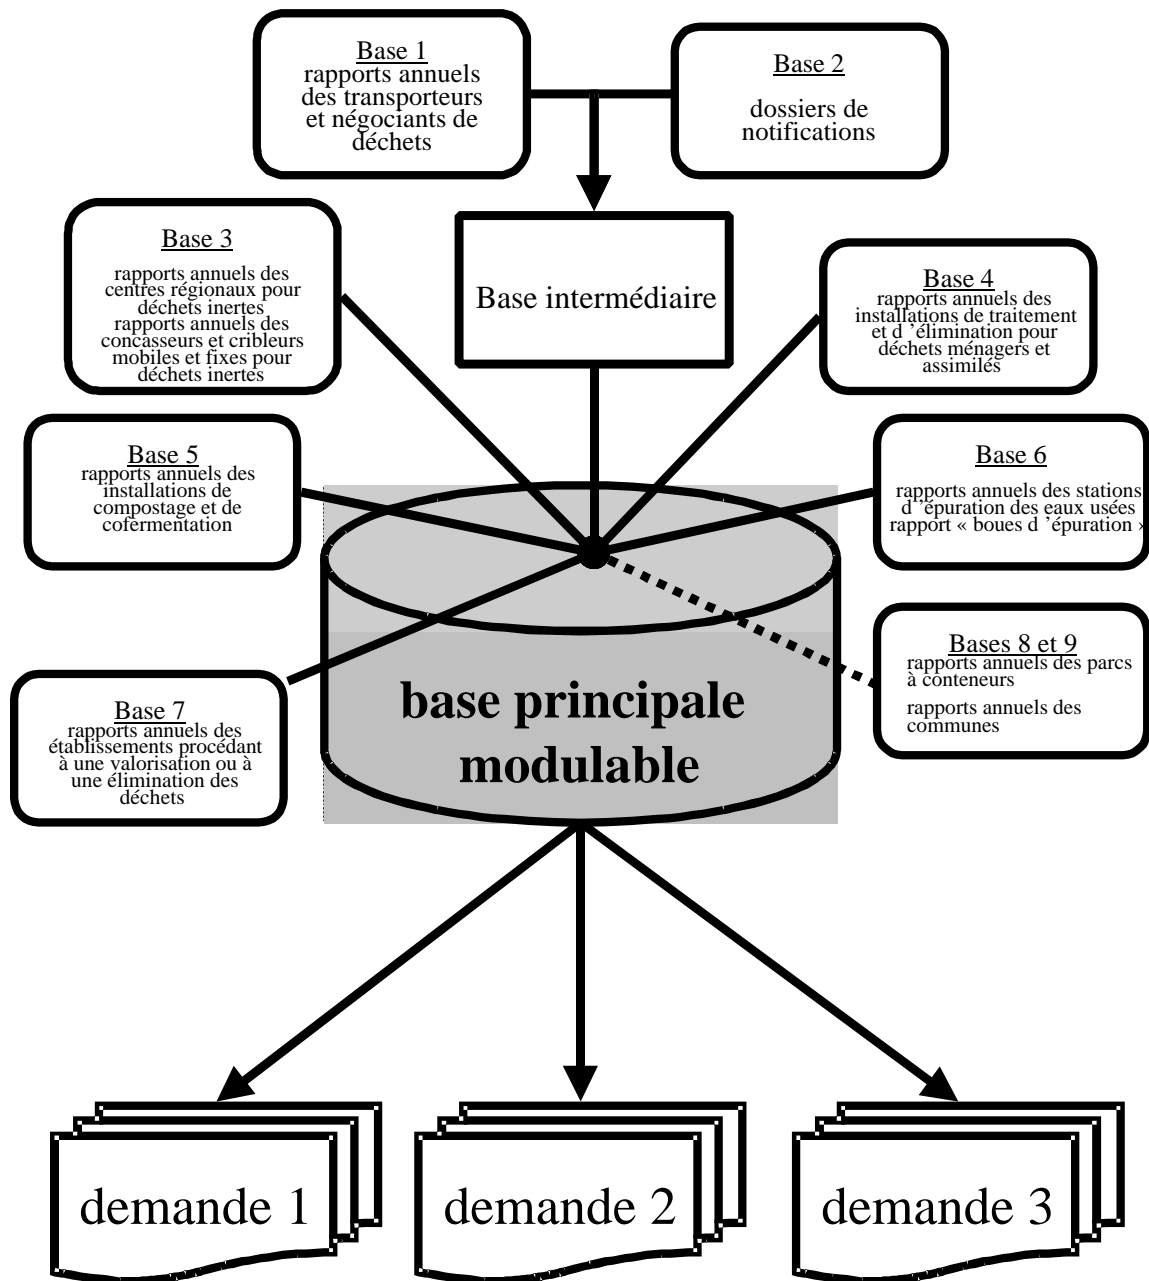 Base 1
rapports annuels
des transporteurs
et négociants de
déchets
Base 2
dossiers de
notifications
Base 3
rapports annuels des
centres régionaux pour
déchets inertes
rapports annuels des
concasseurs et cribleurs
mobiles et fixes pour
déchets inertes
Base intermédiaire
Base 4
rapports annuels des
installations de traitement
et d ’élimination pour
déchets ménagers et
assimilés
Base 5
rapports annuels des
installations de
compostage et de
cofermentation
Base 6
rapports annuels des stations
d ’épuration des eaux usées
rapport « boues d ’épuration »
Base 7
rapports annuels des
établissements procédant
à une valorisation ou à
une élimination des
déchets
base principale
modulable
Bases 8 et 9
rapports annuels des parcs
à conteneurs
rapports annuels des
communes
demande 1
demande 2
demande 3